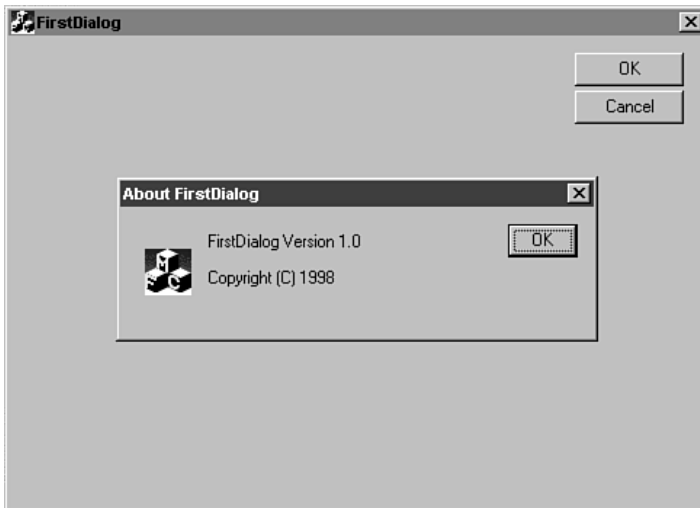 FirstDialog
OK
Cancel
About FirstDialog
FirstDialog Version 1.0
OK
Copyright (C) 1998
M
F C